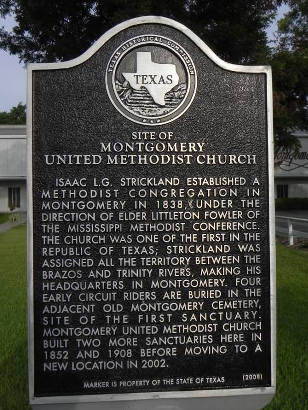 TEXAS HISTORICAL COMMISSION
TEXAS
SITE OF
MONTGOMERY
UNITED METHODIST CHURCH
ISAAC L.G. STRICKLAND ESTABLISHED A
METHODIST CONGREGATION IN
MONTGOMERY IN 1838, UNDER THE
DIRECTION OF ELDER LITTLETON FOWLER OF
THE MISSISSIPPI METHODIST CONFERENCE.
THE CHURCH WAS ONE OF THE FIRST IN THE
REPUBLIC OF TEXAS; STRICKLAND WAS
ASSIGNED ALL THE TERRITORY BETWEEN THE
BRAZOS AND TRINITY RIVERS, MAKING HIS
HEADQUARTERS IN MONTGOMERY. FOUR
EARLY CIRCUIT RIDERS ARE BURIED IN THE
ADJACENT OLD MONTGOMERY CEMETERY,
SITE OF THE FIRST SANCTUARY.
MONTGOMERY UNITED METHODIST CHURCH
BUILT TWO MORE SANCTUARIES HERE IN
1852 AND 1908 BEFORE MOVING TO A
NEW LOCATION IN 2002.
(2008)
MARKER IS PROPERTY OF THE STATE OF TEXAS